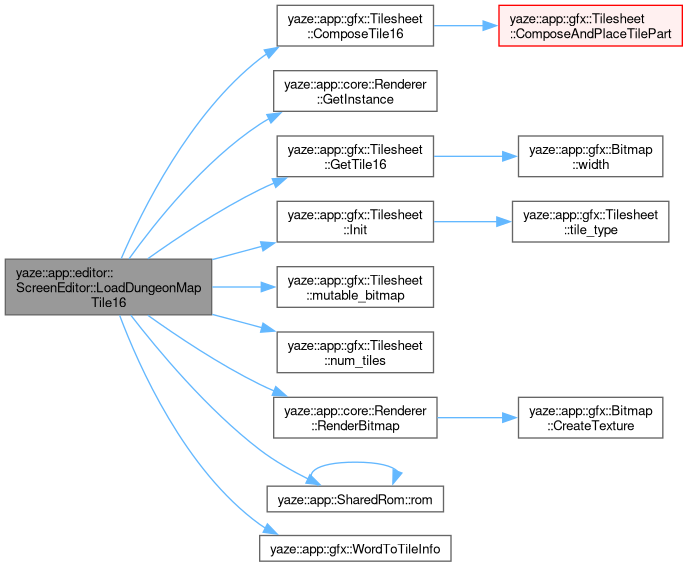 yaze::app::gfx::Tilesheet
::ComposeTile16
yaze::app::gfx::Tilesheet
::ComposeAndPlaceTilePart
yaze::app::core::Renderer
::GetInstance
yaze::app::gfx::Tilesheet
::GetTile16
yaze::app::gfx::Bitmap
::width
yaze::app::gfx::Tilesheet
::Init
yaze::app::gfx::Tilesheet
::tile_type
yaze::app::editor::
ScreenEditor::LoadDungeonMap
Tile16
yaze::app::gfx::Tilesheet
::mutable_bitmap
yaze::app::gfx::Tilesheet
::num_tiles
yaze::app::core::Renderer
::RenderBitmap
yaze::app::gfx::Bitmap
::CreateTexture
yaze::app::SharedRom::rom
yaze::app::gfx::WordToTileInfo